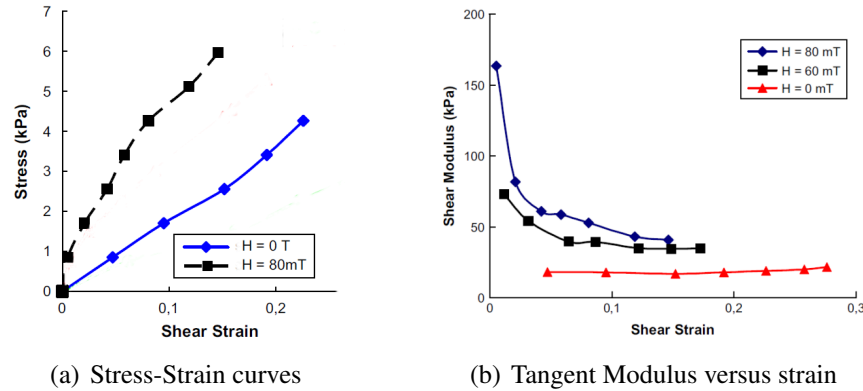 7
6
5
4
3
2
1
0
Stress (kPa)
0
0,1
0,2
Shear Strain
H = 0 T
H = 80mT
(a) Stress-Strain curves
200
150
100
50
0
Shear Modulus (kPa)
0
0,1
0,2
0,3
Shear Strain
H = 80 mT
H = 60 mT
H = 0 mT
(b) Tangent Modulus versus strain